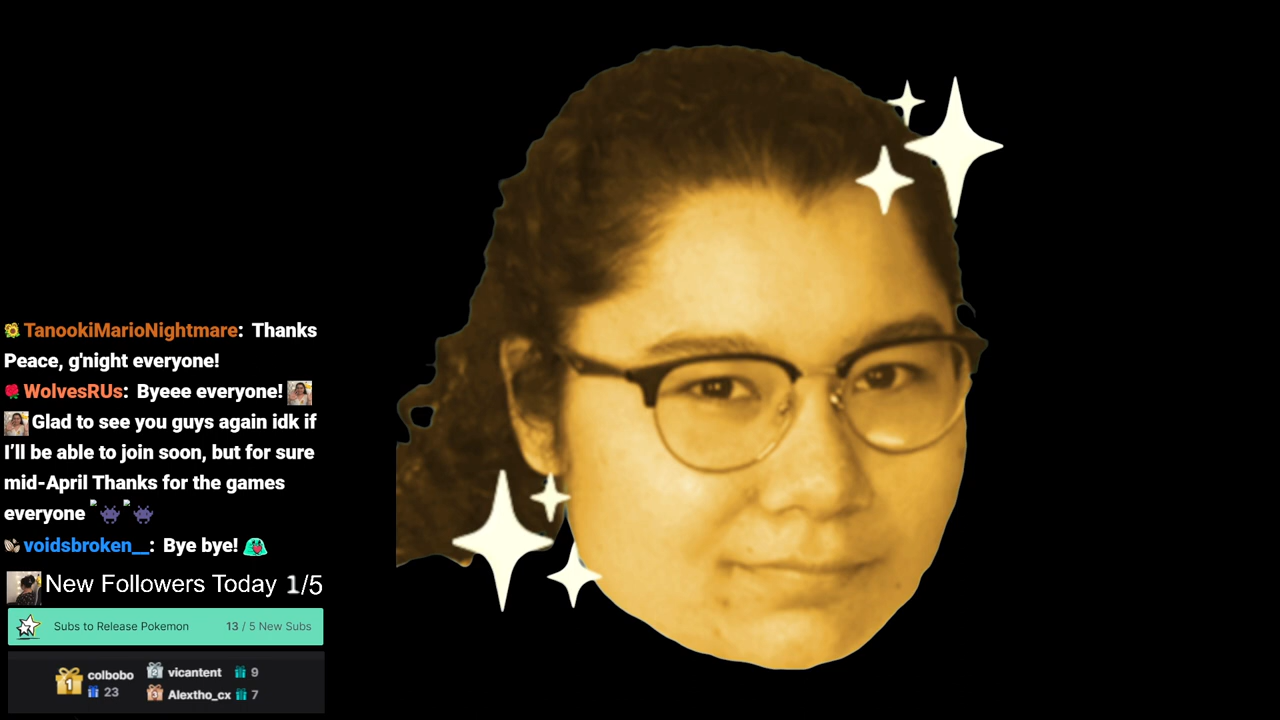 TanookiMarioNightmare: Thanks
Peace, g'night everyone!
WolvesRUs: Byeee everyone!
Glad to see you guys again idk if
I'll be able to join soon, but for sure
mid-April Thanks for the games
everyone
voidsbroken__: Bye bye!
New Followers Today 1/5
Subs to Release Pokemon 13 / 5 New Subs
1 colbobo 23
2 vicantent 9
3 Alextho_cx 7